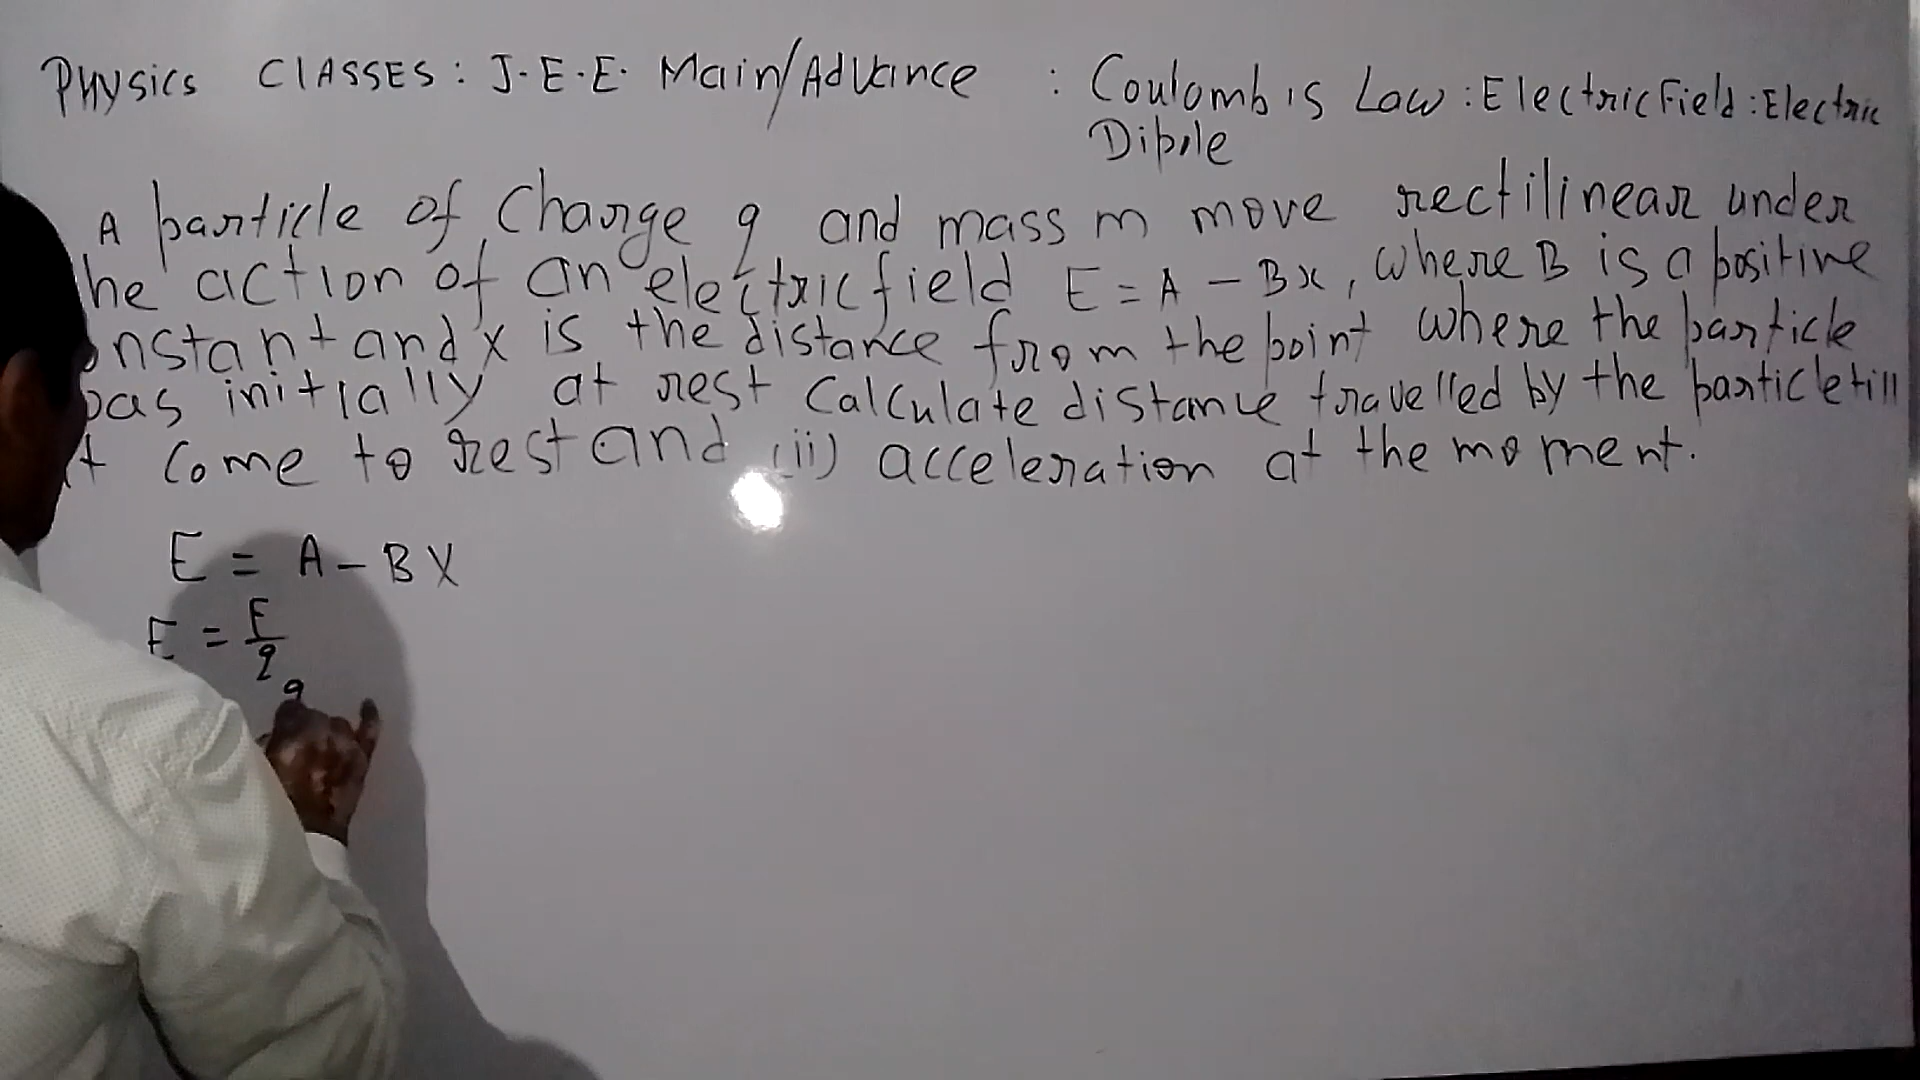 Physics CLASSES: J.E.E. Main/Advance : Coulomb is Law : Electric Field : Electric
Dipole
A particle of Charge q and mass m move rectilinear under
he action of an electric field E = A - Bx, where B is a positive
onstant and x is the distance from the point where the particle
was initially at rest Calculate distance travelled by the particle till
t come to rest and (ii) acceleration at the moment.
E = A - BX
E = F/q
a